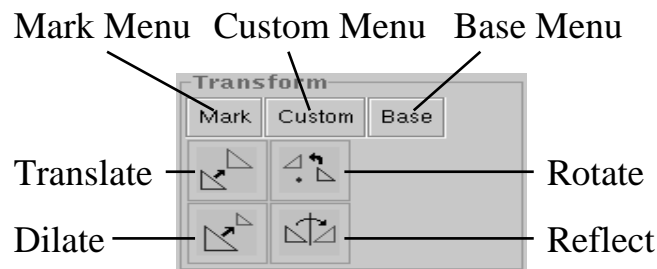 Mark Menu Custom Menu Base Menu
Transform
Mark Custom Base
Translate Rotate
Dilate Reflect